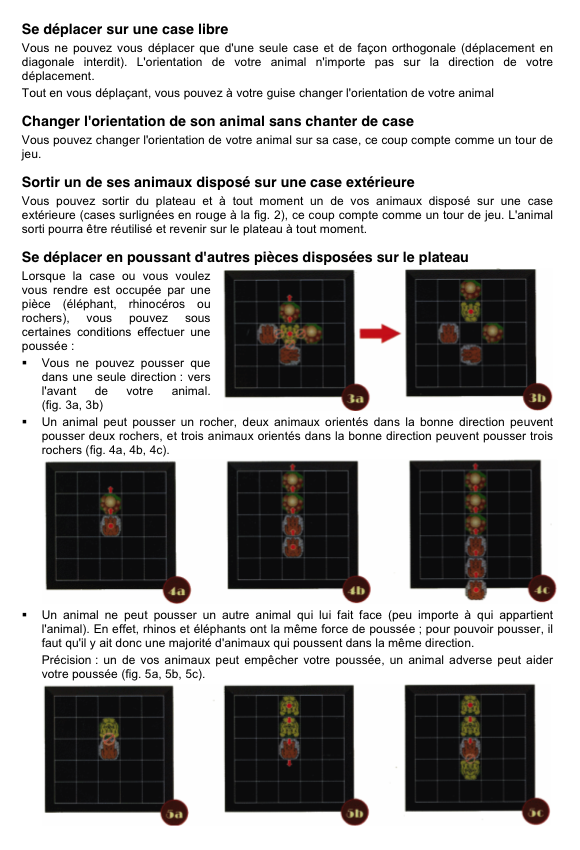 Se déplacer sur une case libre
Vous ne pouvez vous déplacer que d'une seule case et de façon orthogonale (déplacement en
diagonale interdit). L'orientation de votre animal n'importe pas sur la direction de votre
déplacement.
Tout en vous déplaçant, vous pouvez à votre guise changer l'orientation de votre animal
Changer l'orientation de son animal sans chanter de case
Vous pouvez changer l'orientation de votre animal sur sa case, ce coup compte comme un tour de
jeu.
Sortir un de ses animaux disposé sur une case extérieure
Vous pouvez sortir du plateau et à tout moment un de vos animaux disposé sur une case
extérieure (cases surlignées en rouge à la fig. 2), ce coup compte comme un tour de jeu. L'animal
sorti pourra être réutilisé et revenir sur le plateau à tout moment.
Se déplacer en poussant d'autres pièces disposées sur le plateau
Lorsque la case ou vous voulez
vous rendre est occupée par une
pièce (éléphant, rhinocéros ou
rochers), vous pouvez sous
certaines conditions effectuer une
poussée :
▪ Vous ne pouvez pousser que
dans une seule direction : vers
l'avant de votre animal.
(fig. 3a, 3b)
3a
3b
▪ Un animal peut pousser un rocher, deux animaux orientés dans la bonne direction peuvent
pousser deux rochers, et trois animaux orientés dans la bonne direction peuvent pousser trois
rochers (fig. 4a, 4b, 4c).
4a
4b
4c
▪ Un animal ne peut pousser un autre animal qui lui fait face (peu importe à qui appartient
l'animal). En effet, rhinos et éléphants ont la même force de poussée ; pour pouvoir pousser, il
faut qu'il y ait donc une majorité d'animaux qui poussent dans la même direction.
Précision : un de vos animaux peut empêcher votre poussée, un animal adverse peut aider
votre poussée (fig. 5a, 5b, 5c).
5a
5b
5c